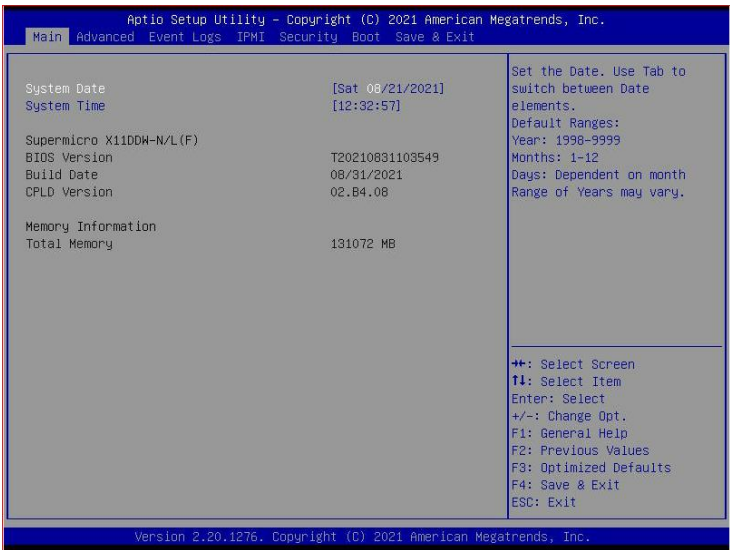 Aptio Setup Utility – Copyright (C) 2021 American Megatrends, Inc.
Main Advanced Event Logs IPMI Security Boot Save & Exit
System Date [Sat 08/21/2021]
System Time [12:32:57]
Supermicro X11DDW-N/L(F)
BIOS Version T20210831103549
Build Date 08/31/2021
CPLD Version 02.B4.08
Memory Information
Total Memory 131072 MB
Set the Date. Use Tab to
switch between Date
elements.
Default Ranges:
Year: 1998-9999
Months: 1-12
Days: Dependent on month
Range of Years may vary.
→←: Select Screen
↑↓: Select Item
Enter: Select
+/-: Change Opt.
F1: General Help
F2: Previous Values
F3: Optimized Defaults
F4: Save & Exit
ESC: Exit
Version 2.20.1276. Copyright (C) 2021 American Megatrends, Inc.